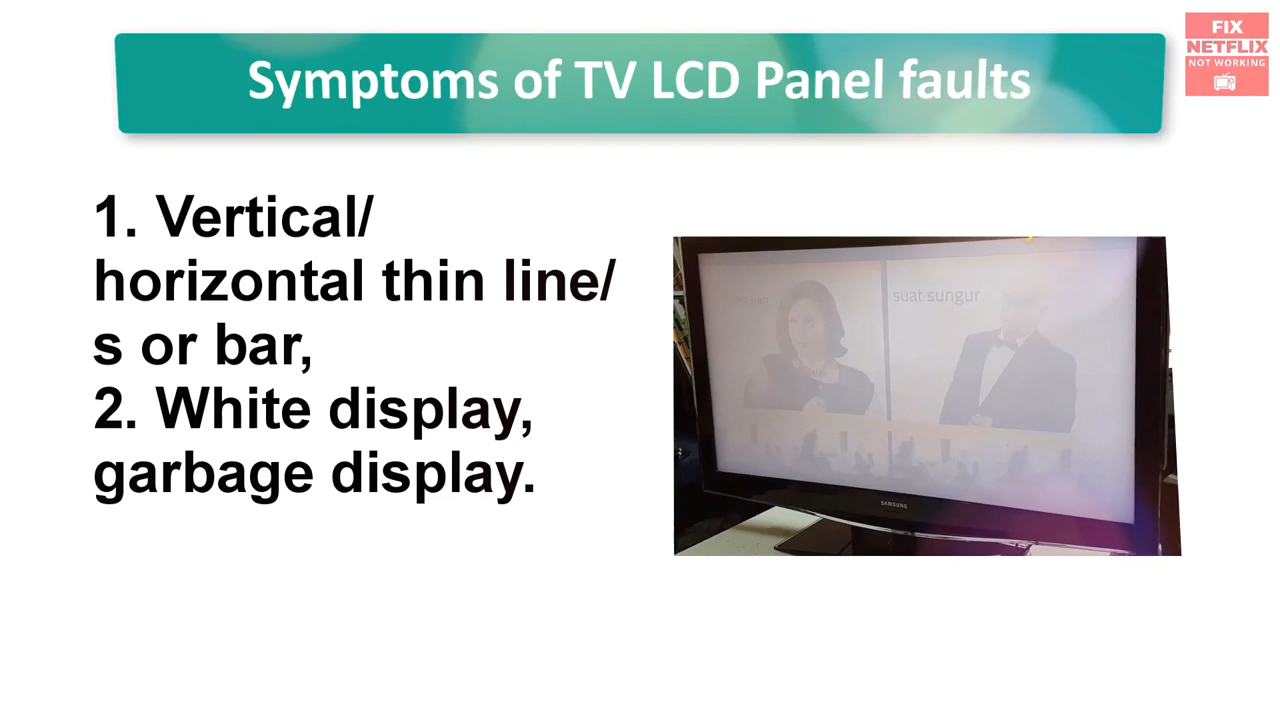 Symptoms of TV LCD Panel faults
FIX
NETFLIX
NOT WORKING
1. Vertical/
horizontal thin line/
s or bar,
2. White display,
garbage display.
suat sungur
SAMSUNG